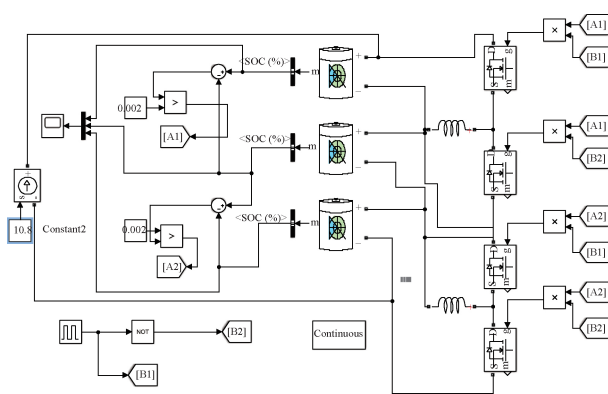 [A1]
[B1]
×
g
D
S
m
<SOC (%)>
m
+
−
0.002
>
[A1]
<SOC (%)>
m
+
−
[A1]
[B2]
×
g
D
S
m
+
s
-
10.8
Constant2
<SOC (%)>
m
+
−
0.002
>
[A2]
[A2]
[B1]
×
g
D
S
m
[A2]
[B2]
×
g
D
S
m
NOT
[B2]
Continuous
[B1]